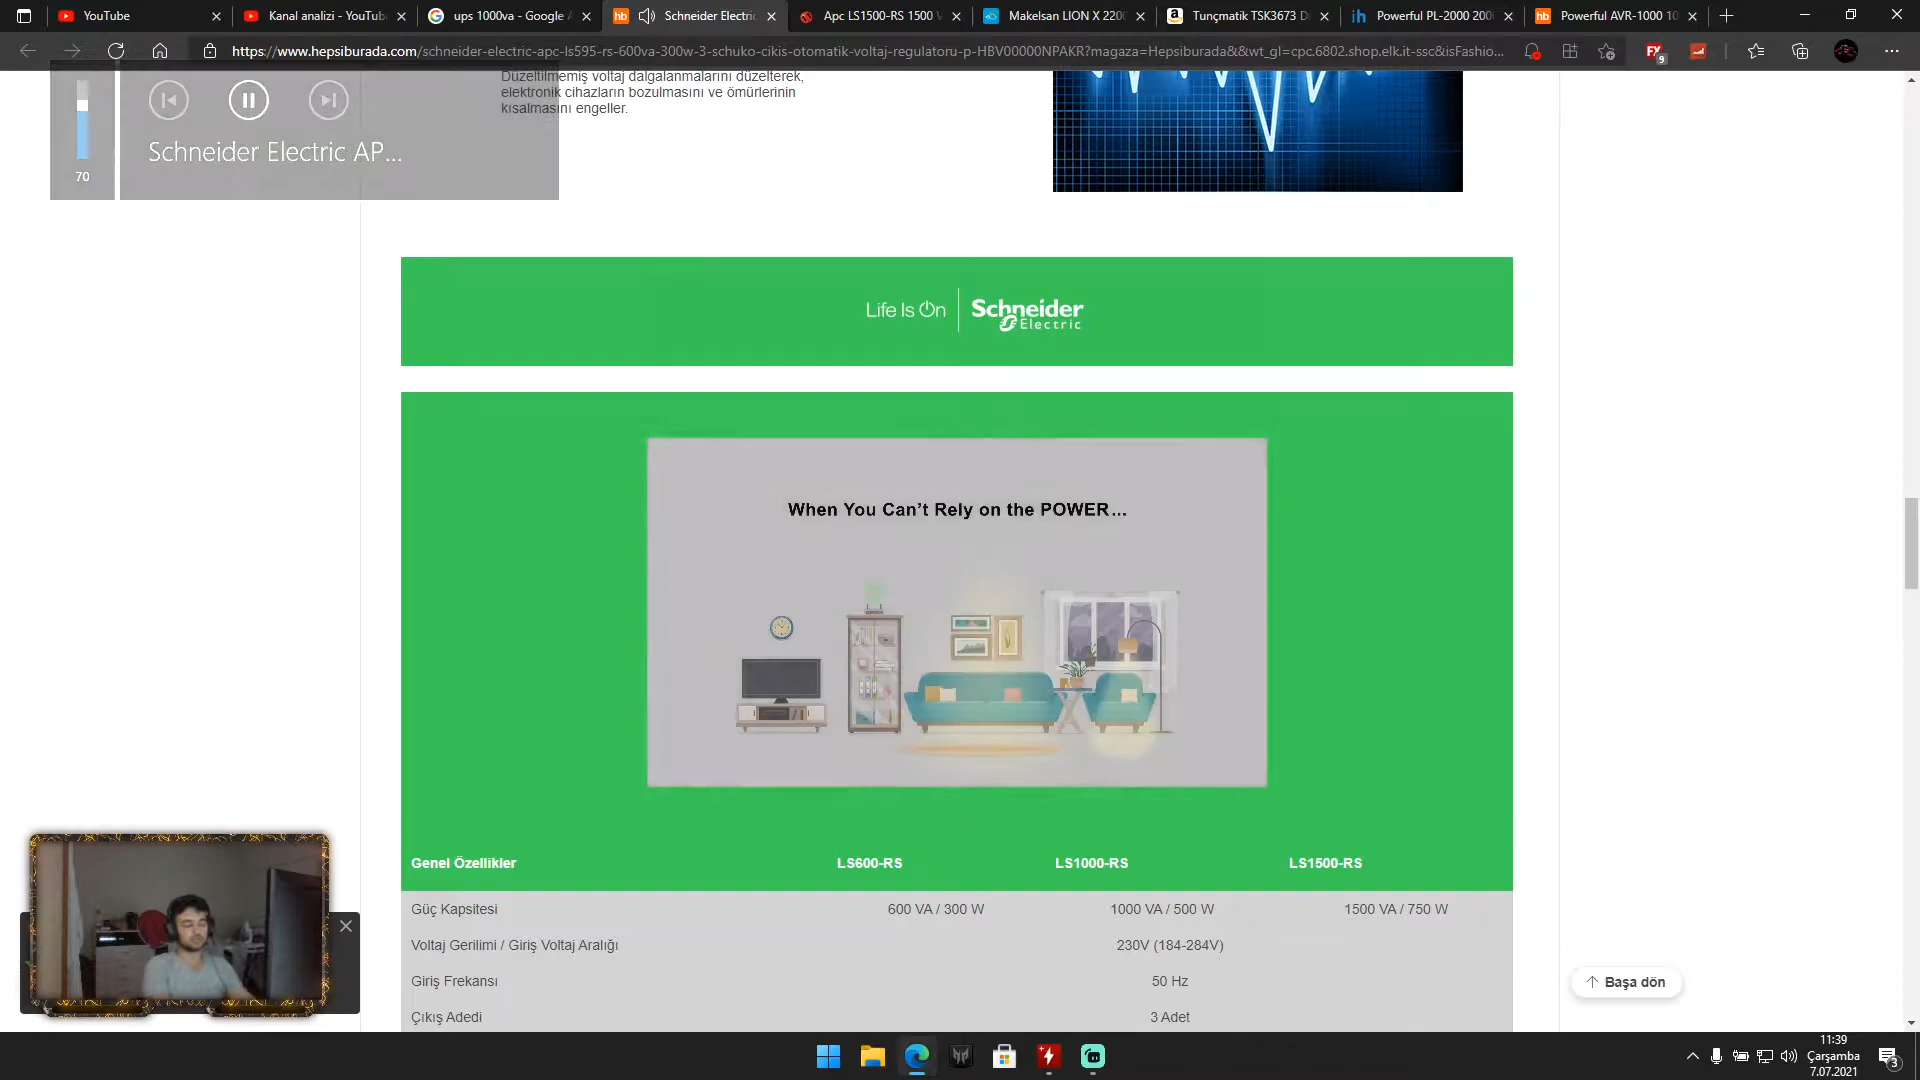 YouTube
Kanal analizi - YouTub
ups 1000va - Google A
Schneider Electric
Apc LS1500-RS 1500 V
Makelsan LION X 2200
Tunçmatik TSK3673 D
Powerful PL-2000 200
Powerful AVR-1000 10
https://www.hepsiburada.com/schneider-electric-apc-ls595-rs-600va-300w-3-schuko-cikis-otomatik-voltaj-regulatoru-p-HBV00000NPAKR?magaza=Hepsiburada&&wt_gl=cpc.6802.shop.elk.it-ssc&isFashio...
FX
9
Düzeltilmemiş voltaj dalgalanmalarını düzelterek,
elektronik cihazların bozulmasını ve ömürlerinin
kısalmasını engeller.
Schneider Electric AP...
70
Life Is On
Schneider
Electric
When You Can't Rely on the POWER...
Genel Özellikler LS600-RS LS1000-RS LS1500-RS
Güç Kapsitesi 600 VA / 300 W 1000 VA / 500 W 1500 VA / 750 W
Voltaj Gerilimi / Giriş Voltaj Aralığı 230V (184-284V)
Giriş Frekansı 50 Hz
Çıkış Adedi 3 Adet
Başa dön
11:39
Çarşamba
7.07.2021
3